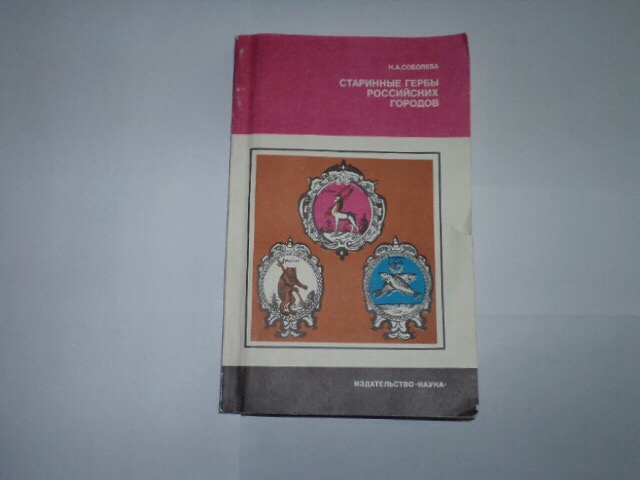 Н.А.СОБОЛЕВА
СТАРИННЫЕ ГЕРБЫ
РОССИЙСКИХ
ГОРОДОВ
ИЗДАТЕЛЬСТВО «НАУКА»